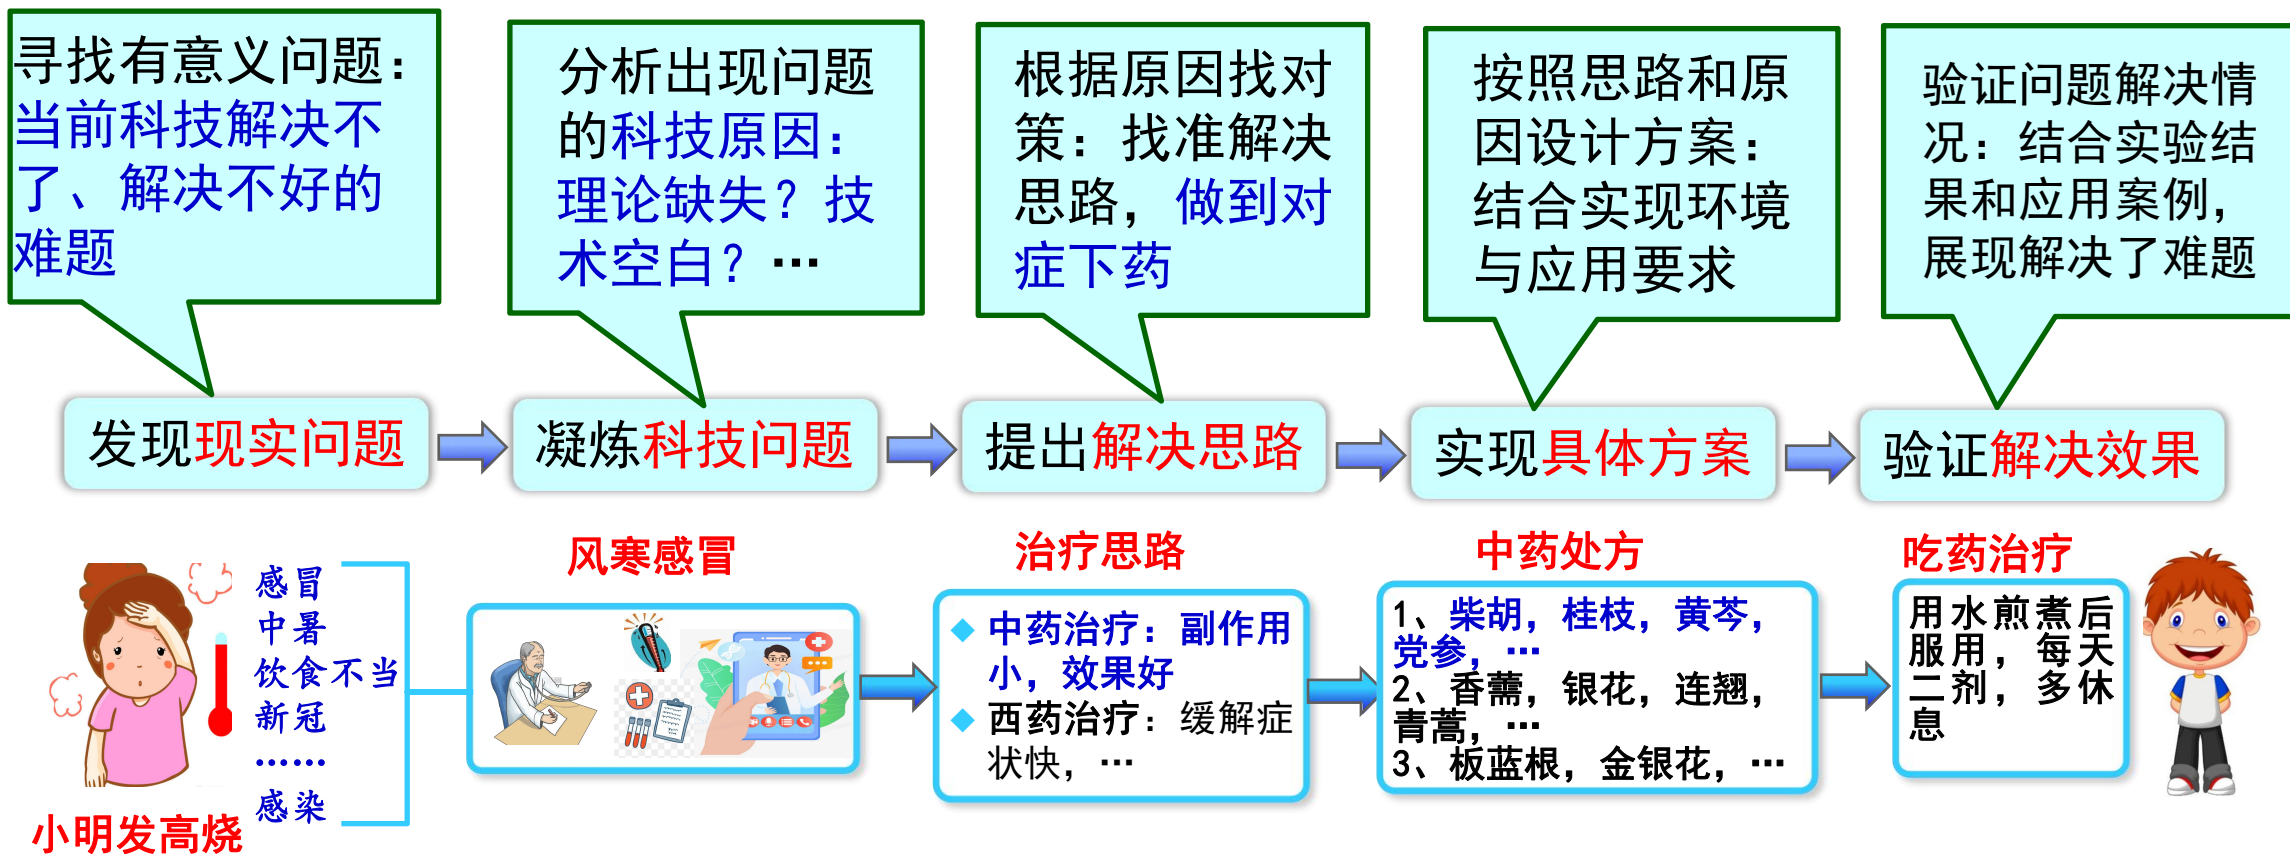 寻找有意义问题：
当前科技解决不
了、解决不好的
难题
分析出现问题
的科技原因：
理论缺失？技
术空白？…
根据原因找对
策：找准解决
思路，做到对
症下药
按照思路和原
因设计方案：
结合实现环境
与应用要求
验证问题解决情
况：结合实验结
果和应用案例，
展现解决了难题
发现现实问题
凝炼科技问题
提出解决思路
实现具体方案
验证解决效果
感冒
中暑
饮食不当
新冠
……
感染
小明发高烧
风寒感冒
治疗思路
中药治疗：副作用
小，效果好
西药治疗：缓解症
状快，…
中药处方
1、柴胡，桂枝，黄芩，
党参，…
2、香薷，银花，连翘，
青蒿，…
3、板蓝根，金银花，…
吃药治疗
用水煎煮后
服用，每天
二剂，多休
息